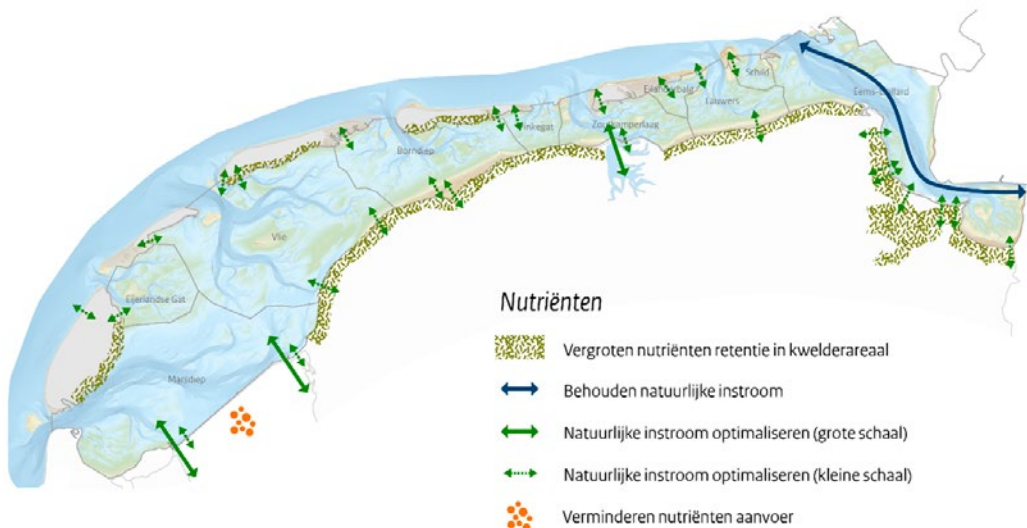 Schild
Eilanderbalg
Lauwers
Eems-Dollard
Zoutkamperlaag
Pinkegat
Borndiep
Vlie
Eijerlandse Gat
Marsdiep
Nutriënten
Vergroten nutriënten retentie in kwelderareaal
Behouden natuurlijke instroom
Natuurlijke instroom optimaliseren (grote schaal)
Natuurlijke instroom optimaliseren (kleine schaal)
Verminderen nutriënten aanvoer